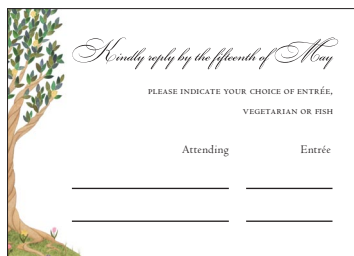 Kindly reply by the fifteenth of May
PLEASE INDICATE YOUR CHOICE OF ENTRÉE,
VEGETARIAN OR FISH
Attending Entrée